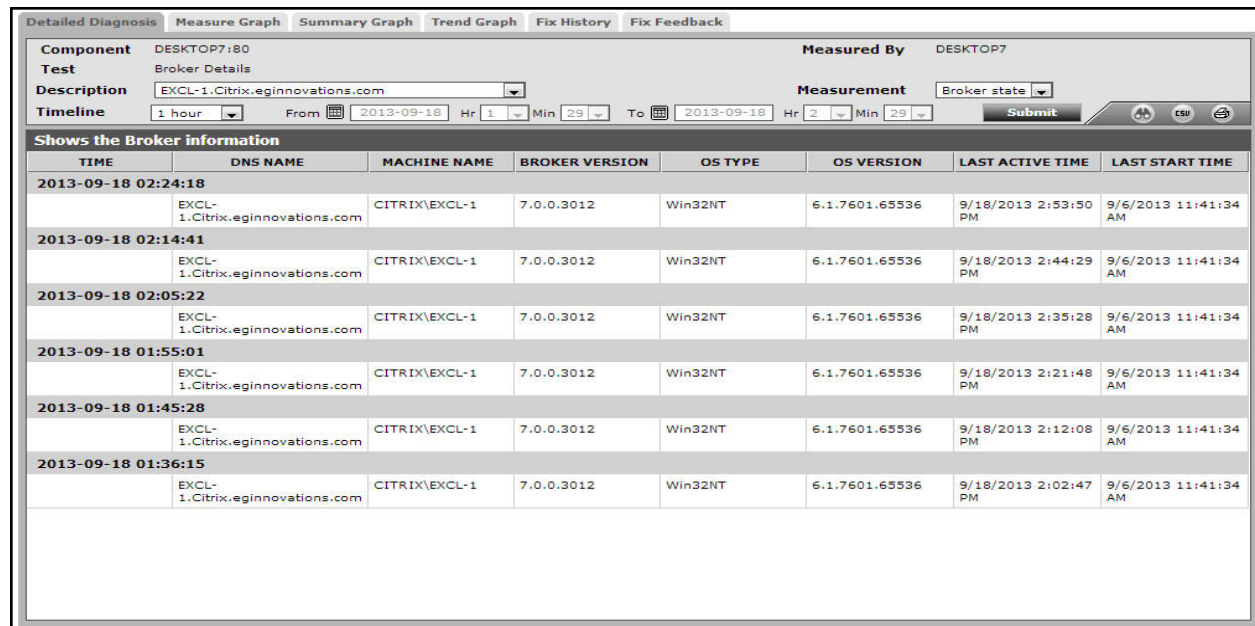 Detailed Diagnosis Measure Graph Summary Graph Trend Graph Fix History Fix Feedback
Component DESKTOP7:80 Measured By DESKTOP7
Test Broker Details
Description EXCL-1.Citrix.eginnovations.com Measurement Broker state
Timeline 1 hour From 2013-09-18 Hr 1 Min 29 To 2013-09-18 Hr 2 Min 29 Submit CSV
Shows the Broker information
TIME DNS NAME MACHINE NAME BROKER VERSION OS TYPE OS VERSION LAST ACTIVE TIME LAST START TIME
2013-09-18 02:24:18
EXCL- CITRIX\EXCL-1 7.0.0.3012 Win32NT 6.1.7601.65536 9/18/2013 2:53:50 9/6/2013 11:41:34
1.Citrix.eginnovations.com PM AM
2013-09-18 02:14:41
EXCL- CITRIX\EXCL-1 7.0.0.3012 Win32NT 6.1.7601.65536 9/18/2013 2:44:29 9/6/2013 11:41:34
1.Citrix.eginnovations.com PM AM
2013-09-18 02:05:22
EXCL- CITRIX\EXCL-1 7.0.0.3012 Win32NT 6.1.7601.65536 9/18/2013 2:35:28 9/6/2013 11:41:34
1.Citrix.eginnovations.com PM AM
2013-09-18 01:55:01
EXCL- CITRIX\EXCL-1 7.0.0.3012 Win32NT 6.1.7601.65536 9/18/2013 2:21:48 9/6/2013 11:41:34
1.Citrix.eginnovations.com PM AM
2013-09-18 01:45:28
EXCL- CITRIX\EXCL-1 7.0.0.3012 Win32NT 6.1.7601.65536 9/18/2013 2:12:08 9/6/2013 11:41:34
1.Citrix.eginnovations.com PM AM
2013-09-18 01:36:15
EXCL- CITRIX\EXCL-1 7.0.0.3012 Win32NT 6.1.7601.65536 9/18/2013 2:02:47 9/6/2013 11:41:34
1.Citrix.eginnovations.com PM AM